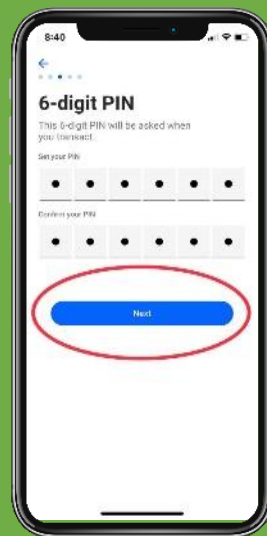 8:40
6-digit PIN
This 6-digit PIN will be asked when
you transact.
Set your PIN
Confirm your PIN
Next